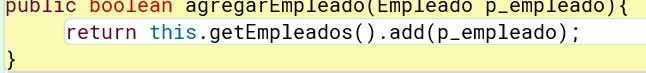 public boolean agregarEmpleado(Empleado p_empleado){
return this.getEmpleados().add(p_empleado);
}